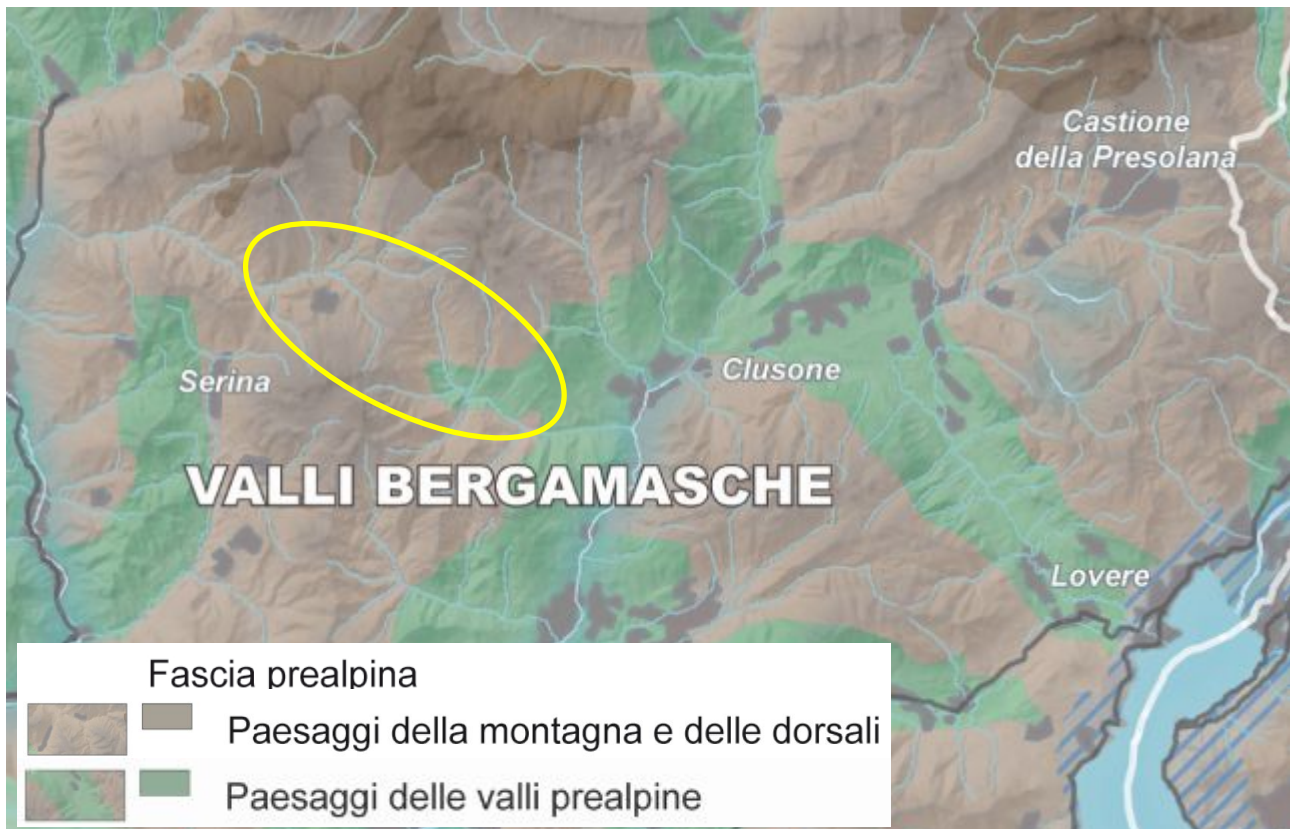 Castione
della Presolana
Clusone
Serina
VALLI BERGAMASCHE
Lovere
Fascia prealpina
Paesaggi della montagna e delle dorsali
Paesaggi delle valli prealpine